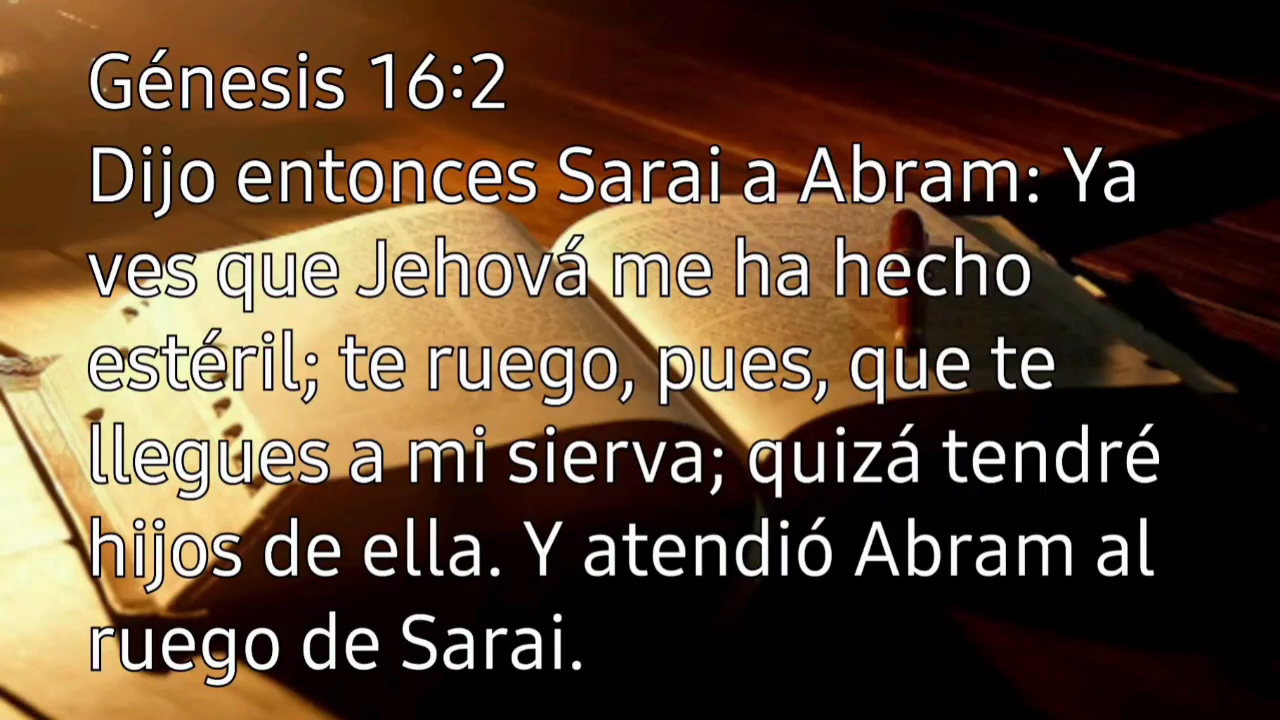 Génesis 16:2
Dijo entonces Sarai a Abram: Ya
ves que Jehová me ha hecho
estéril; te ruego, pues, que te
llegues a mi sierva; quizá tendré
hijos de ella. Y atendió Abram al
ruego de Sarai.